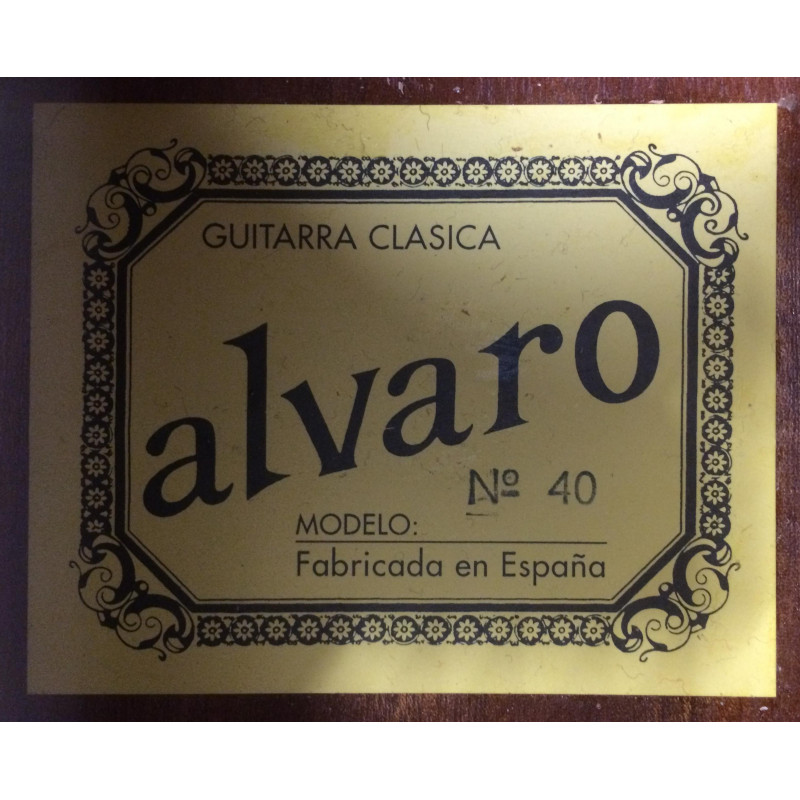 GUITARRA CLASICA
alvaro
Nº 40
MODELO:
Fabricada en España